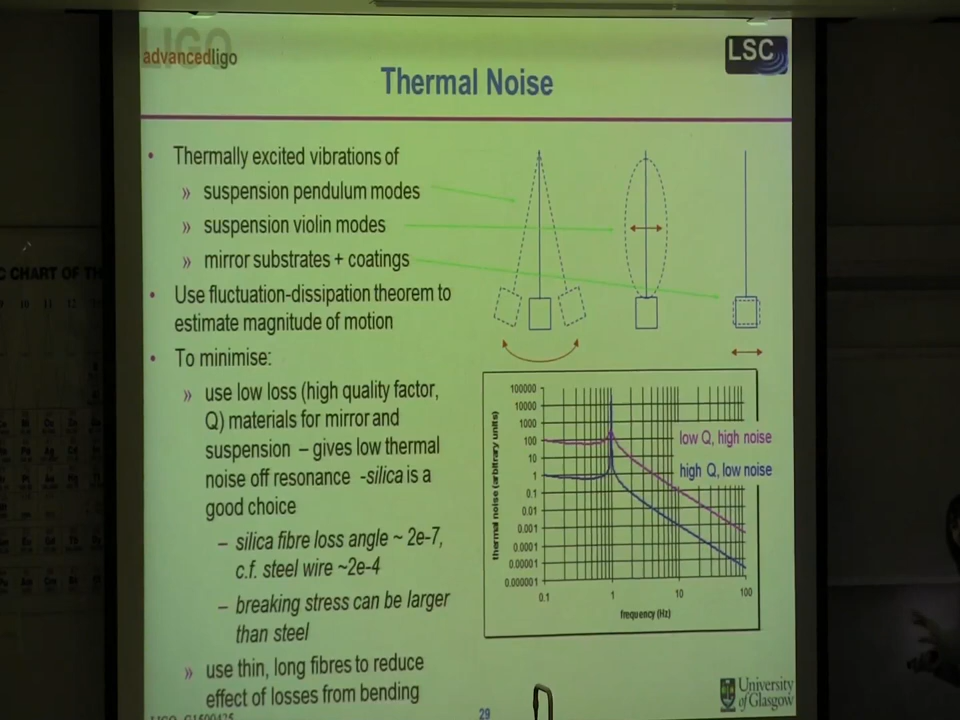 LIGO
advancedligo
LSC
Thermal Noise
• Thermally excited vibrations of
» suspension pendulum modes
» suspension violin modes
» mirror substrates + coatings
• Use fluctuation-dissipation theorem to
estimate magnitude of motion
• To minimise:
» use low loss (high quality factor,
Q) materials for mirror and
suspension – gives low thermal
noise off resonance -silica is a
good choice
– silica fibre loss angle ~ 2e-7,
c.f. steel wire ~2e-4
– breaking stress can be larger
than steel
» use thin, long fibres to reduce
effect of losses from bending
thermal noise (arbitrary units)
100000
10000
1000
100
10
1
0.1
0.01
0.001
0.0001
0.00001
0.000001
0.1 1 10 100
frequency (Hz)
low Q, high noise
high Q, low noise
University
of Glasgow
29
C CHART OF TH